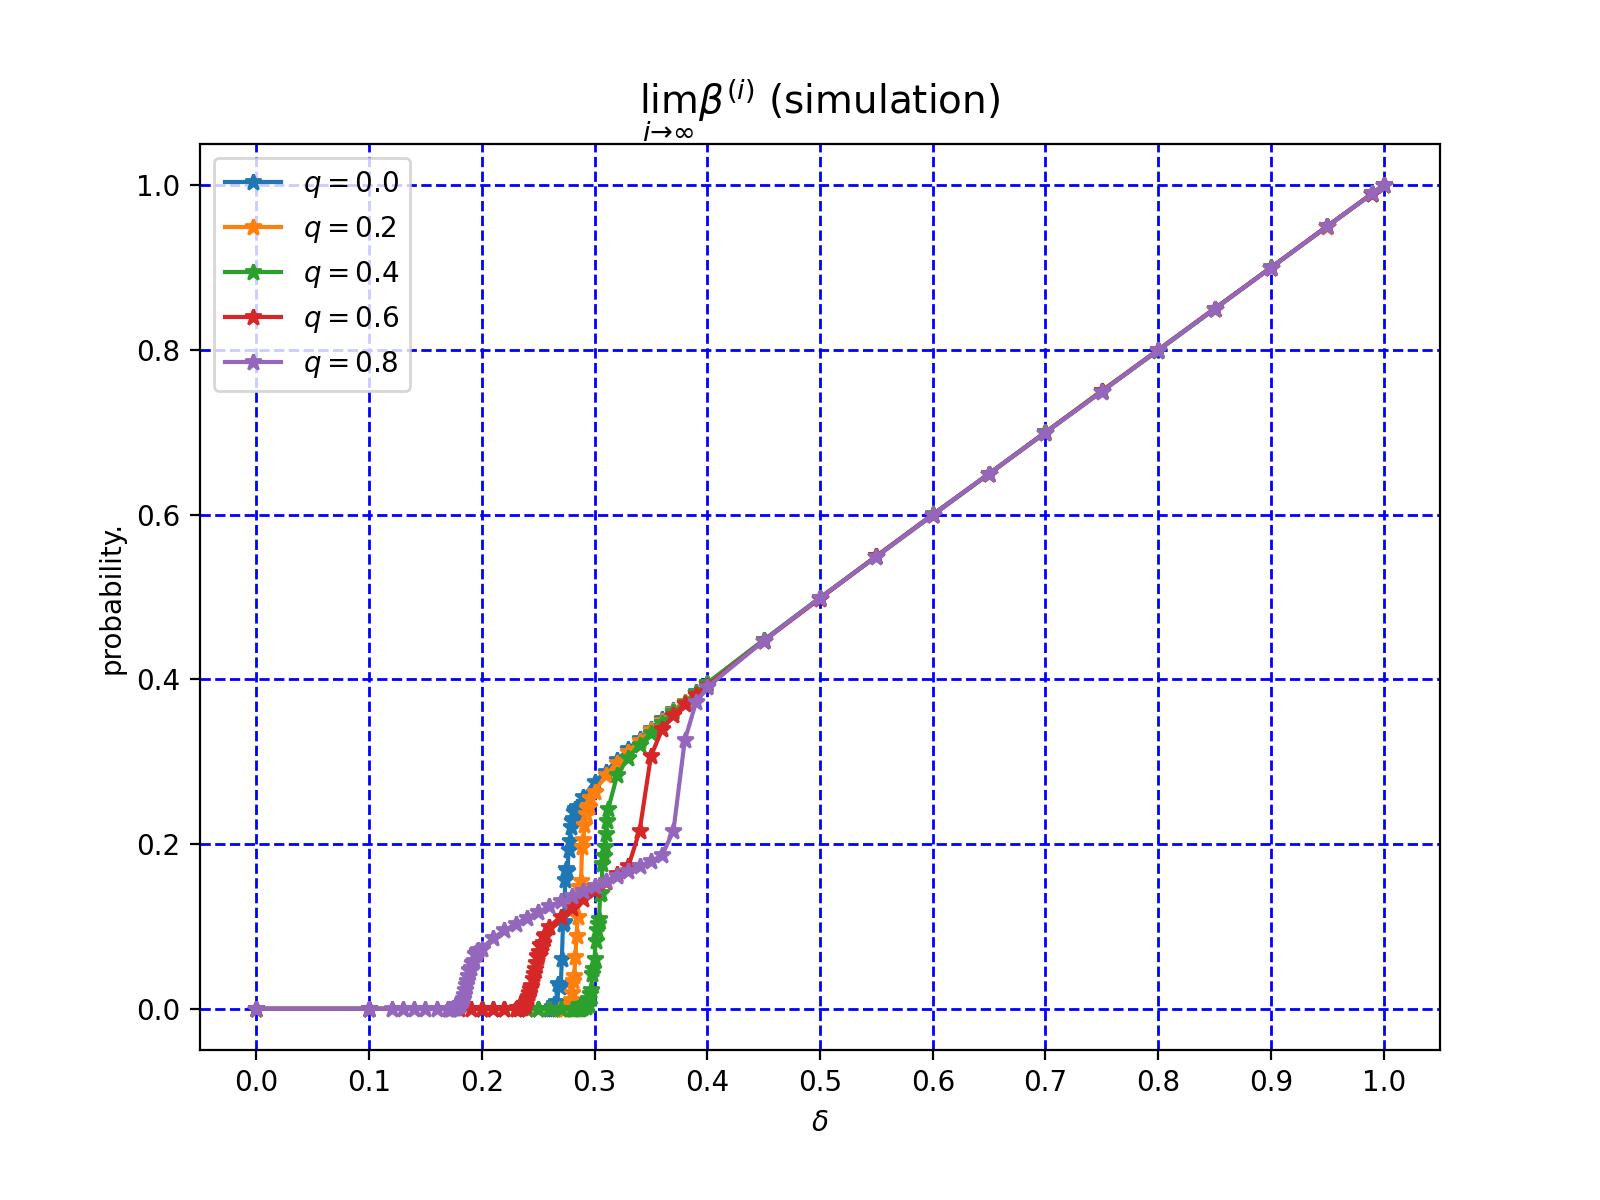 lim β⁽ⁱ⁾ (simulation)
i→∞
q = 0.0
q = 0.2
q = 0.4
q = 0.6
q = 0.8
probability.
1.0
0.8
0.6
0.4
0.2
0.0
0.0 0.1 0.2 0.3 0.4 0.5 0.6 0.7 0.8 0.9 1.0
δ